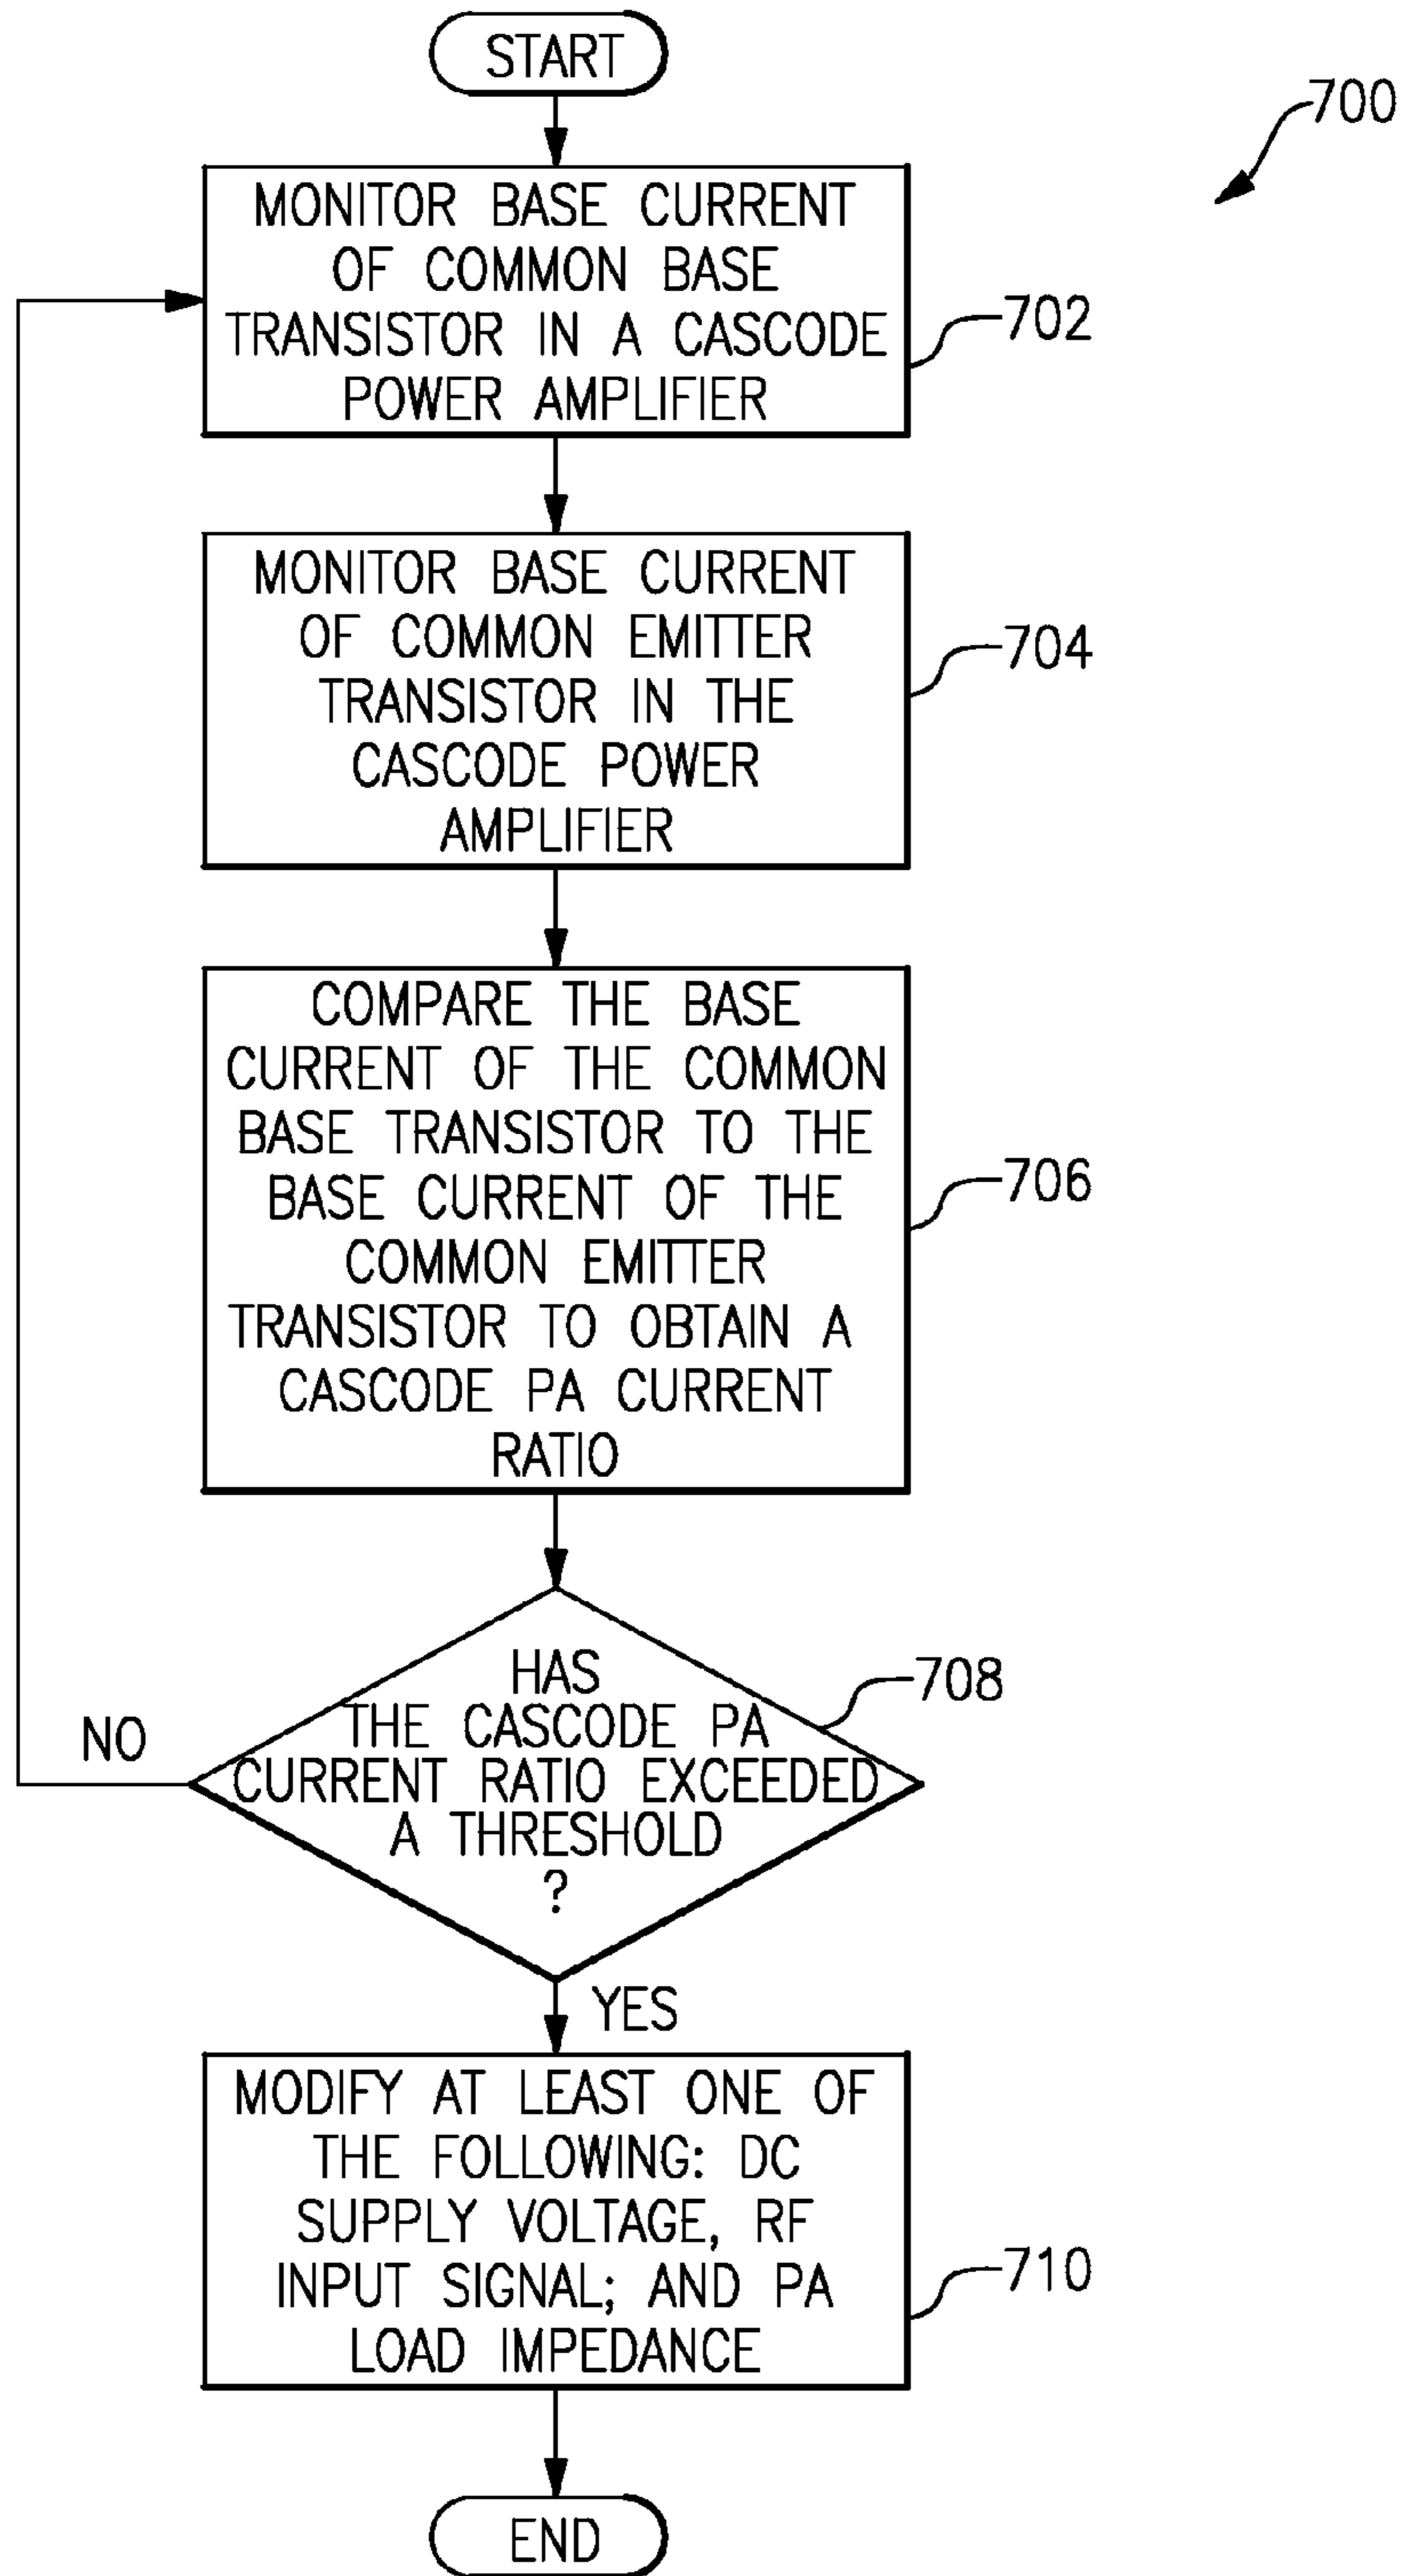 START
700
MONITOR BASE CURRENT
OF COMMON BASE
TRANSISTOR IN A CASCODE
POWER AMPLIFIER
702
MONITOR BASE CURRENT
OF COMMON EMITTER
TRANSISTOR IN THE
CASCODE POWER
AMPLIFIER
704
COMPARE THE BASE
CURRENT OF THE COMMON
BASE TRANSISTOR TO THE
BASE CURRENT OF THE
COMMON EMITTER
TRANSISTOR TO OBTAIN A
CASCODE PA CURRENT
RATIO
706
HAS
THE CASCODE PA
CURRENT RATIO EXCEEDED
A THRESHOLD
?
708
NO
YES
MODIFY AT LEAST ONE OF
THE FOLLOWING: DC
SUPPLY VOLTAGE, RF
INPUT SIGNAL; AND PA
LOAD IMPEDANCE
710
END